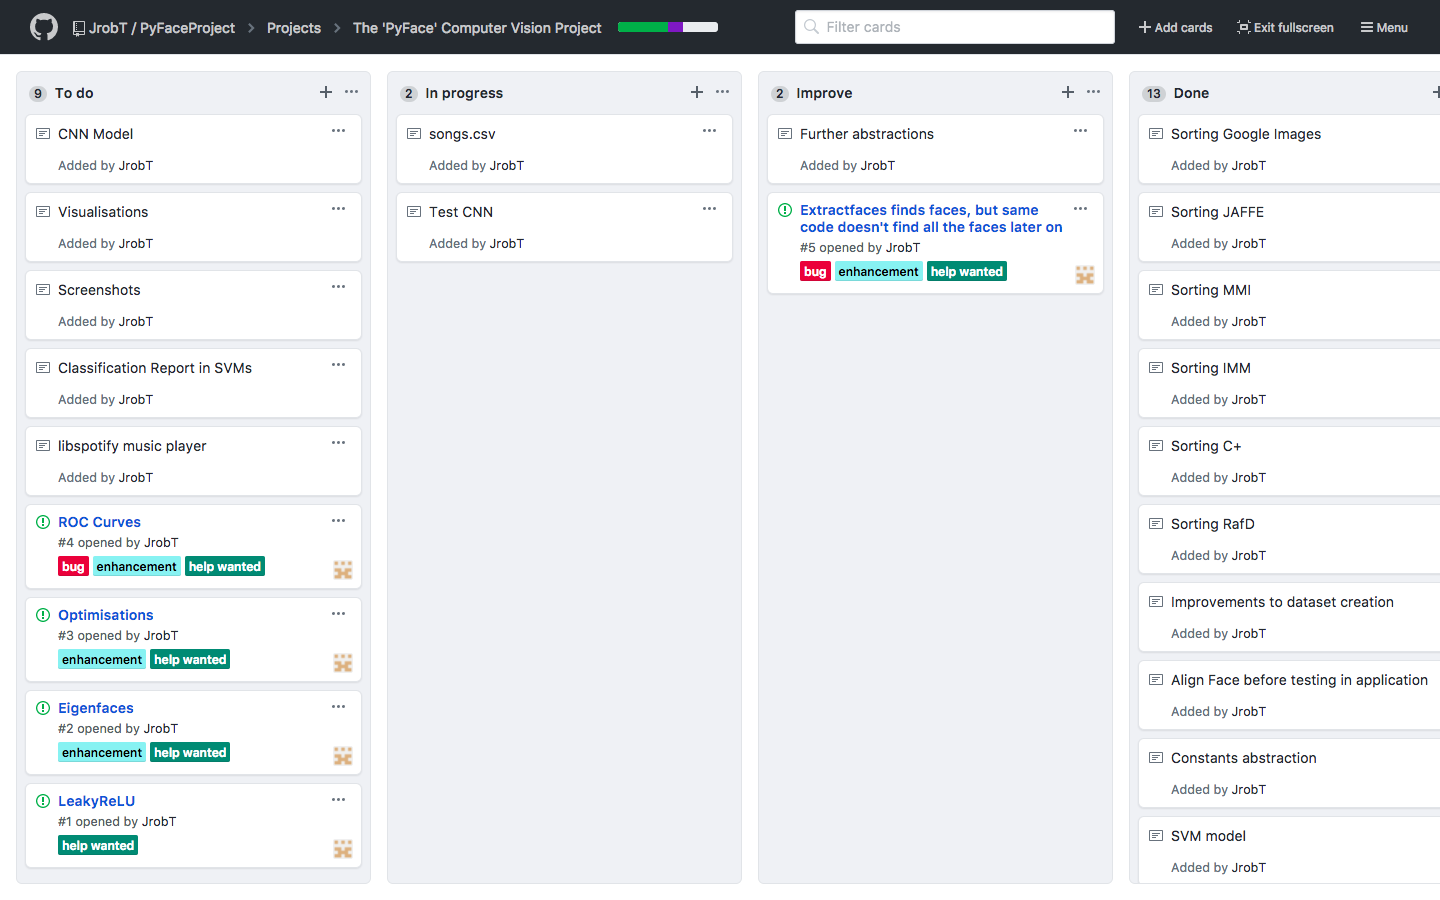 JrobT / PyFaceProject
Projects
The 'PyFace' Computer Vision Project
Filter cards
Add cards
Exit fullscreen
Menu
9 To do
CNN Model
Added by JrobT
Visualisations
Added by JrobT
Screenshots
Added by JrobT
Classification Report in SVMs
Added by JrobT
libspotify music player
Added by JrobT
ROC Curves
#4 opened by JrobT
bug enhancement help wanted
Optimisations
#3 opened by JrobT
enhancement help wanted
Eigenfaces
#2 opened by JrobT
enhancement help wanted
LeakyReLU
#1 opened by JrobT
help wanted
2 In progress
songs.csv
Added by JrobT
Test CNN
Added by JrobT
2 Improve
Further abstractions
Added by JrobT
Extractfaces finds faces, but same
code doesn't find all the faces later on
#5 opened by JrobT
bug enhancement help wanted
13 Done
Sorting Google Images
Added by JrobT
Sorting JAFFE
Added by JrobT
Sorting MMI
Added by JrobT
Sorting IMM
Added by JrobT
Sorting C+
Added by JrobT
Sorting RafD
Added by JrobT
Improvements to dataset creation
Added by JrobT
Align Face before testing in application
Added by JrobT
Constants abstraction
Added by JrobT
SVM model
Added by JrobT